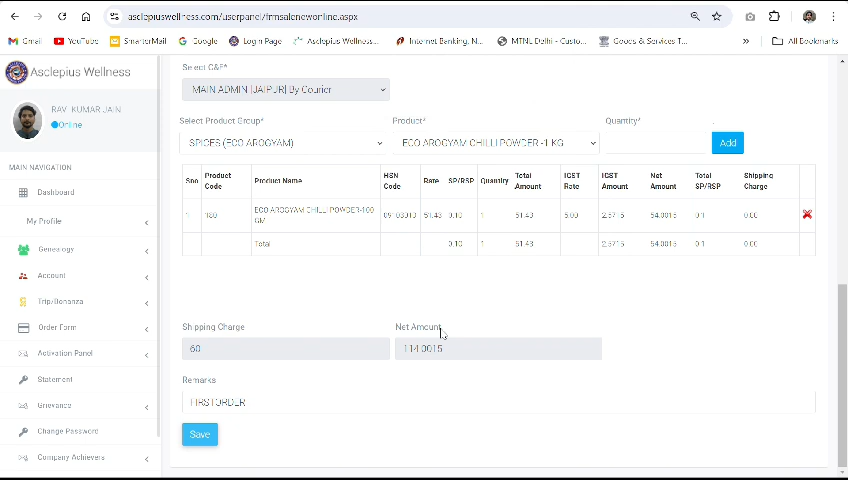 asclepiuswellness.com/userpanel/frmsalenewonline.aspx
Gmail YouTube SmarterMail Google Login Page Asclepius Wellness... Internet Banking, N... MTNL Delhi - Custo... Goods & Services T... » All Bookmarks
Asclepius Wellness
RAVI KUMAR JAIN
Online
MAIN NAVIGATION
Dashboard
My Profile
Genealogy
Account
Trip/Bonanza
Order Form
Activation Panel
Statement
Grievance
Change Password
Company Achievers
Select C&F*
MAIN ADMIN [JAIPUR] By Courier
Select Product Group* Product* Quantity*
SPICES (ECO AROGYAM) ECO AROGYAM CHILLI POWDER -1 KG Add
Sno Product Code Product Name HSN Code Rate SP/RSP Quantity Total Amount IGST Rate IGST Amount Net Amount Total SP/RSP Shipping Charge
1 180 ECO AROGYAM CHILLI POWDER-100 GM 51.43 0.10 1 51.43 5.00 2.5715 54.0015 0.1 0.00
Total 0.10 1 51.43 2.5715 54.0015 0.1 0.00
Shipping Charge Net Amount
60 114.0015
Remarks
FIRST ORDER
Save